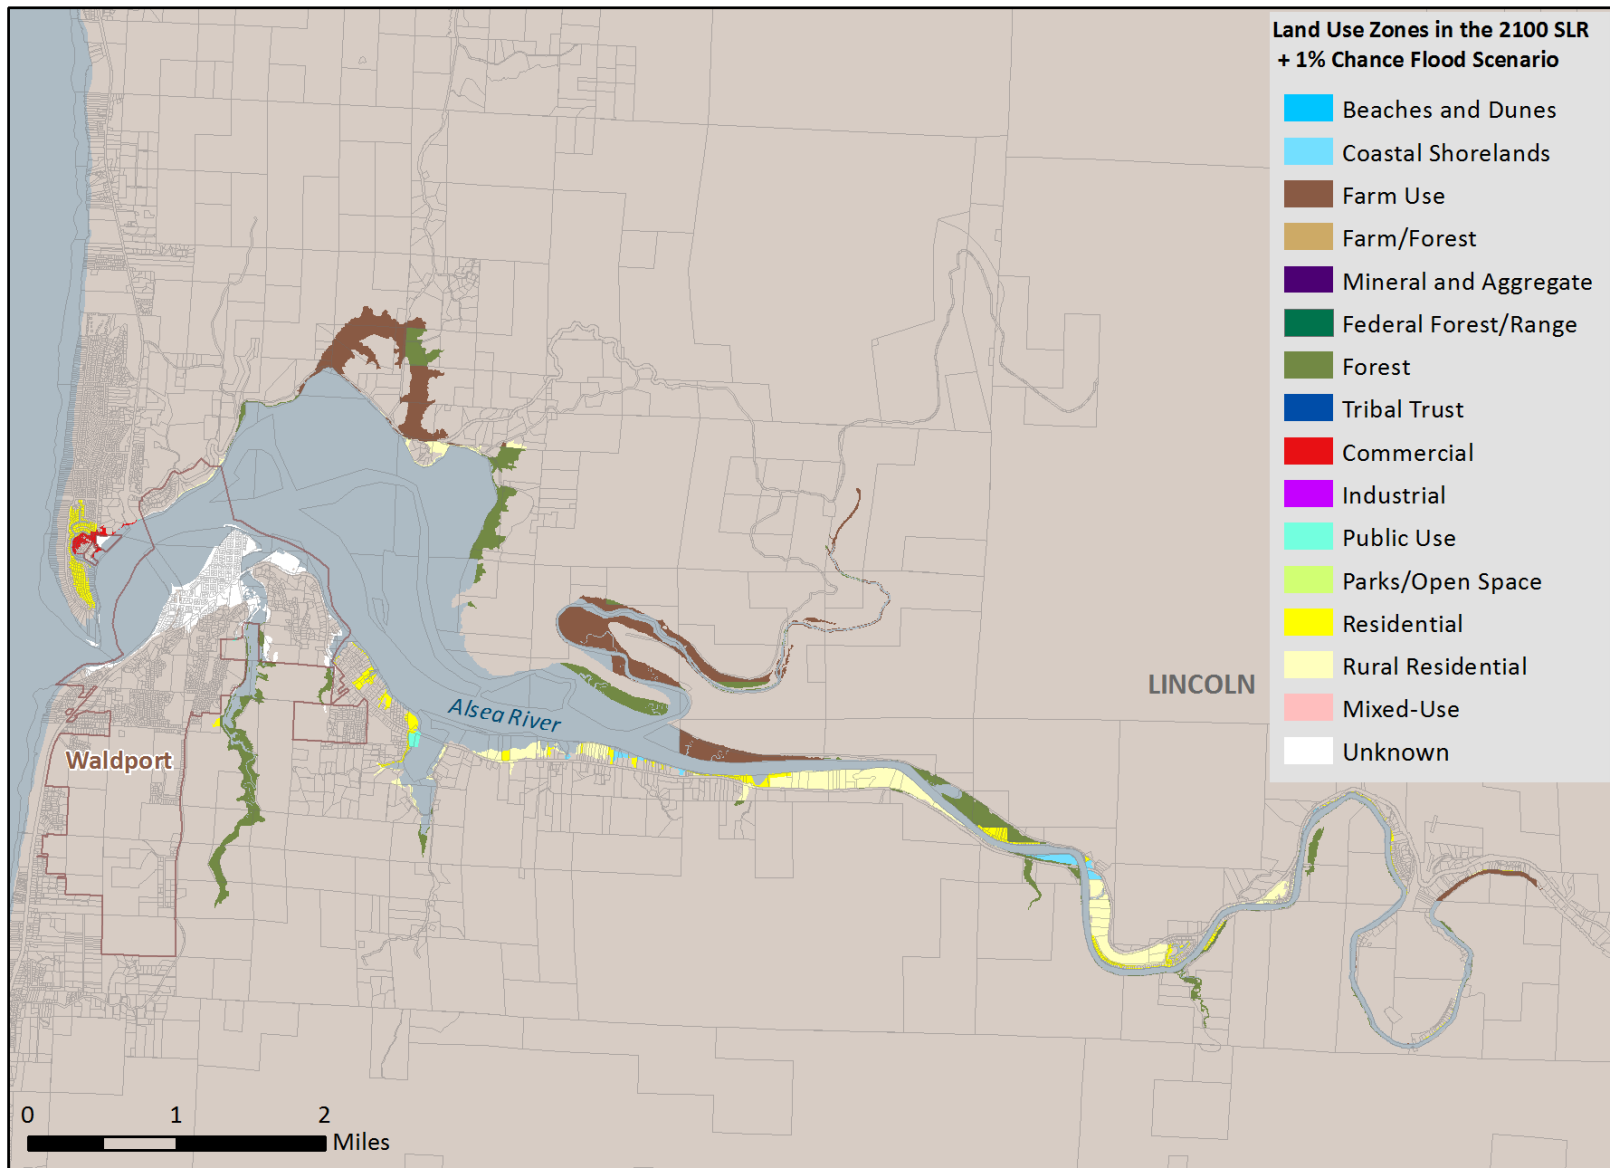 Land Use Zones in the 2100 SLR
+ 1% Chance Flood Scenario
Beaches and Dunes
Coastal Shorelands
Farm Use
Farm/Forest
Mineral and Aggregate
Federal Forest/Range
Forest
Tribal Trust
Commercial
Industrial
Public Use
Parks/Open Space
Residential
Rural Residential
Mixed-Use
Unknown
LINCOLN
Alsea River
Waldport
0 1 2
Miles